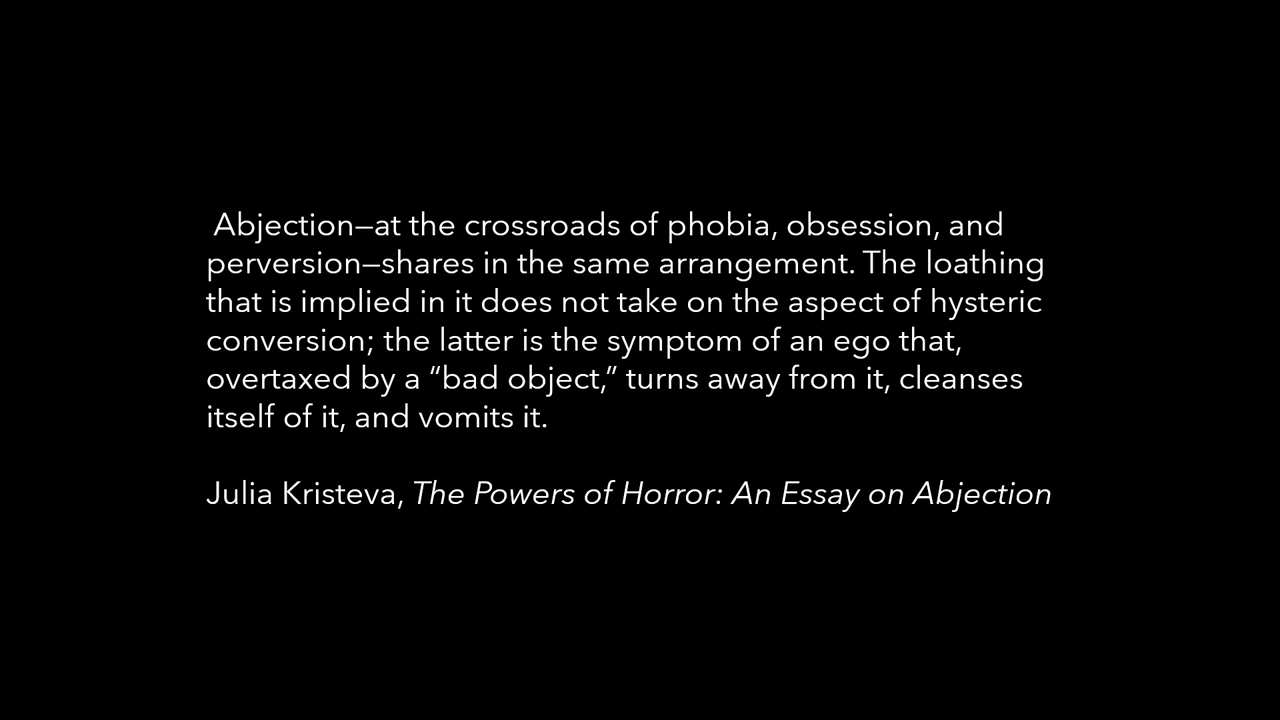 Abjection—at the crossroads of phobia, obsession, and
perversion—shares in the same arrangement. The loathing
that is implied in it does not take on the aspect of hysteric
conversion; the latter is the symptom of an ego that,
overtaxed by a “bad object,” turns away from it, cleanses
itself of it, and vomits it.
Julia Kristeva, The Powers of Horror: An Essay on Abjection